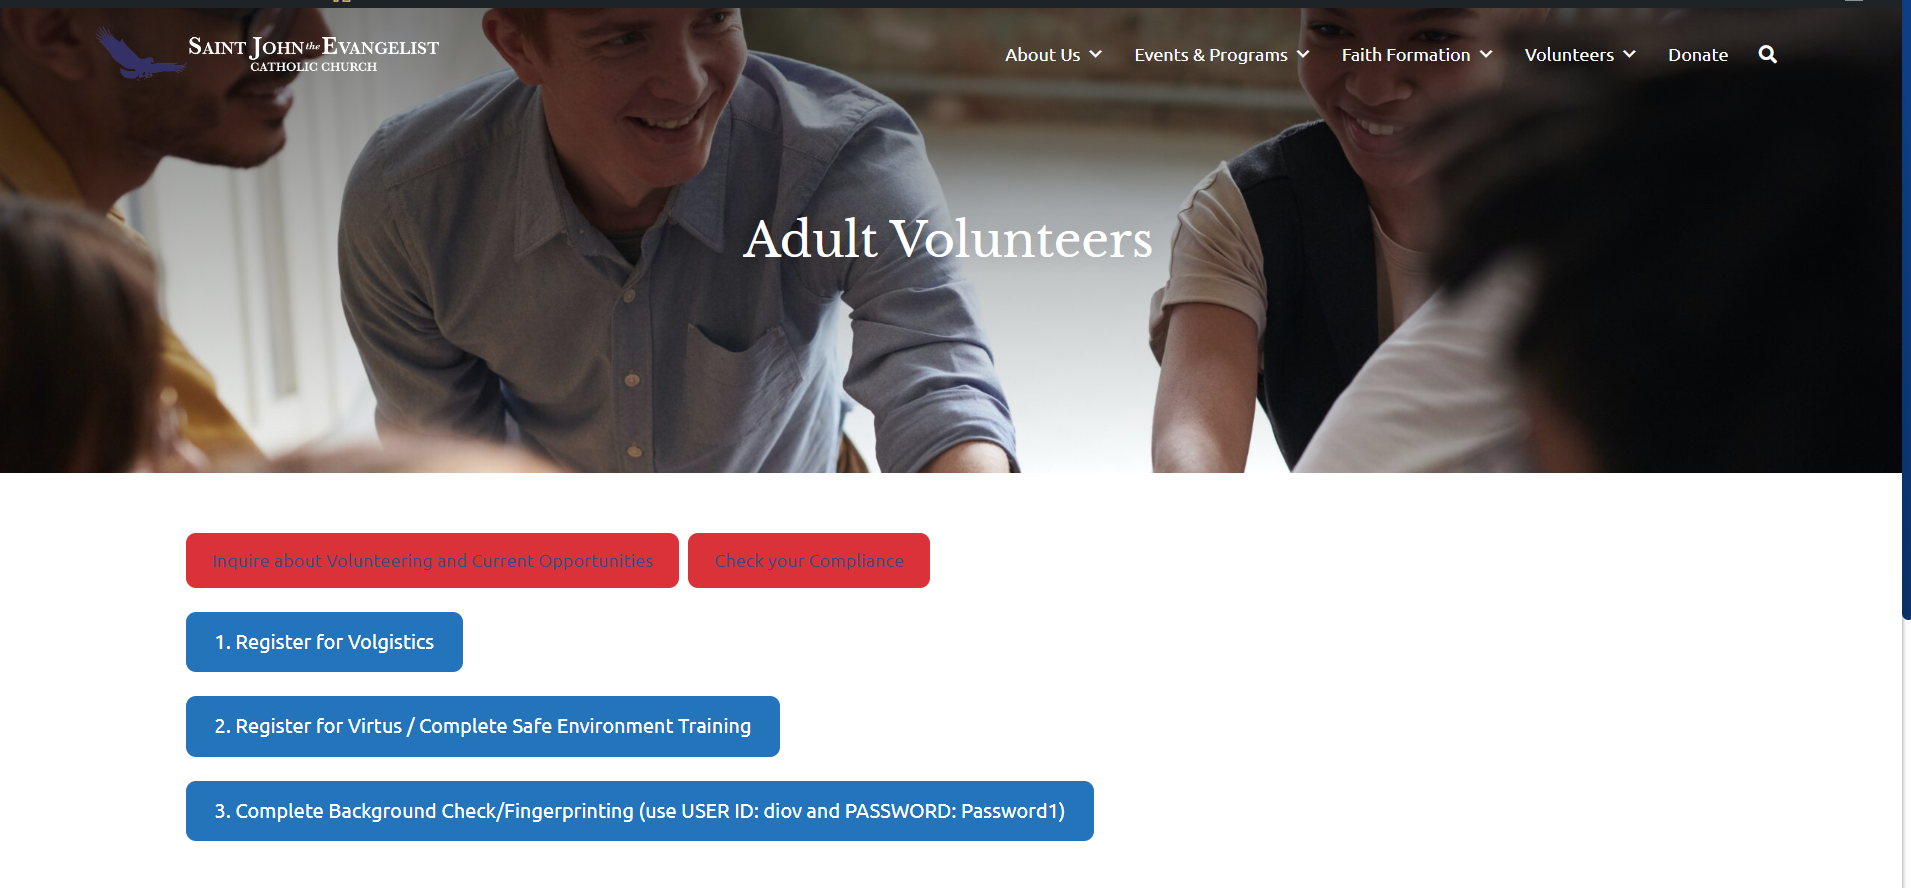 SAINT JOHN the EVANGELIST
CATHOLIC CHURCH
About Us
Events & Programs
Faith Formation
Volunteers
Donate
Adult Volunteers
Inquire about Volunteering and Current Opportunities
Check your Compliance
1. Register for Volgistics
2. Register for Virtus / Complete Safe Environment Training
3. Complete Background Check/Fingerprinting (use USER ID: diov and PASSWORD: Password1)